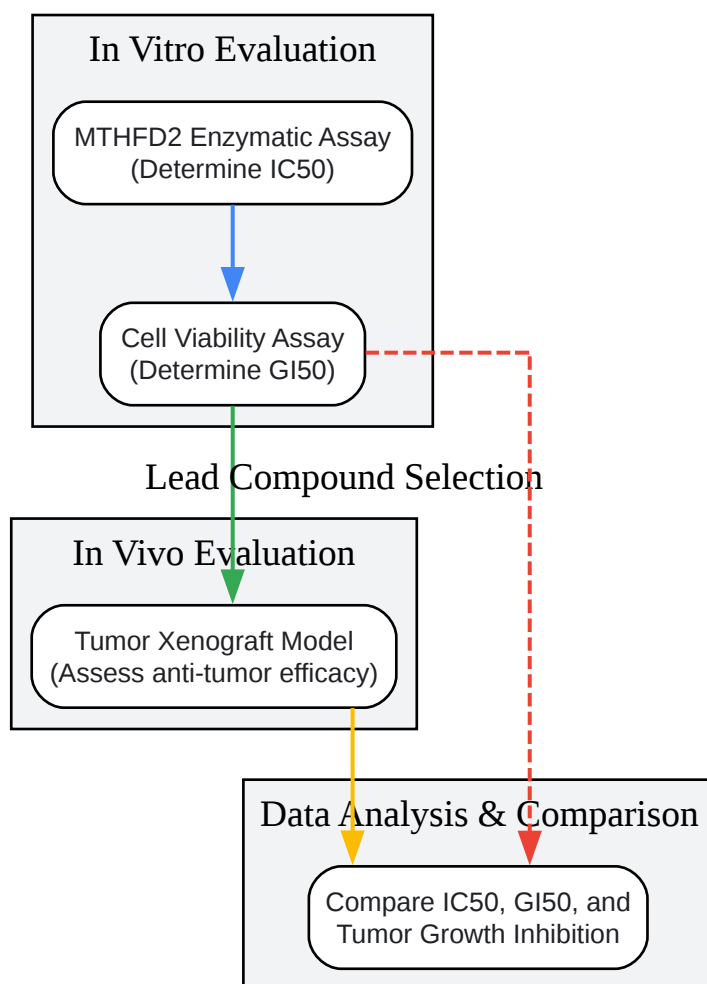 In Vitro Evaluation
MTHFD2 Enzymatic Assay
(Determine IC50)
Cell Viability Assay
(Determine GI50)
Lead Compound Selection
In Vivo Evaluation
Tumor Xenograft Model
(Assess anti-tumor efficacy)
Data Analysis & Comparison
Compare IC50, GI50, and
Tumor Growth Inhibition